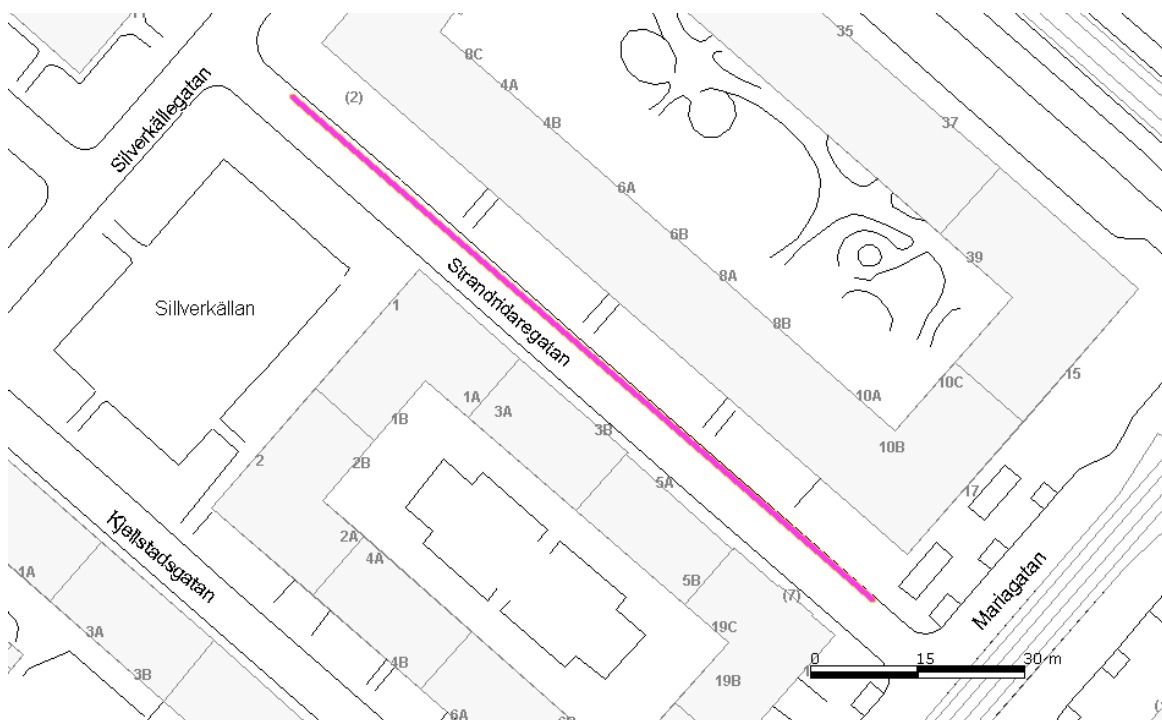 35
8C
4A
(2)
37
4B
Silverkällegatan
6A
6B
39
8A
Strandridaregatan
Sillverkällan
1
8B
15
10C
10A
1A
3A
1B
3B
10B
2
2B
5A
17
2A
Kjellstadsgatan
4A
1A
5B
(7)
Mariagatan
19C
3A
0 15 30 m
4B
3B
19B
6A